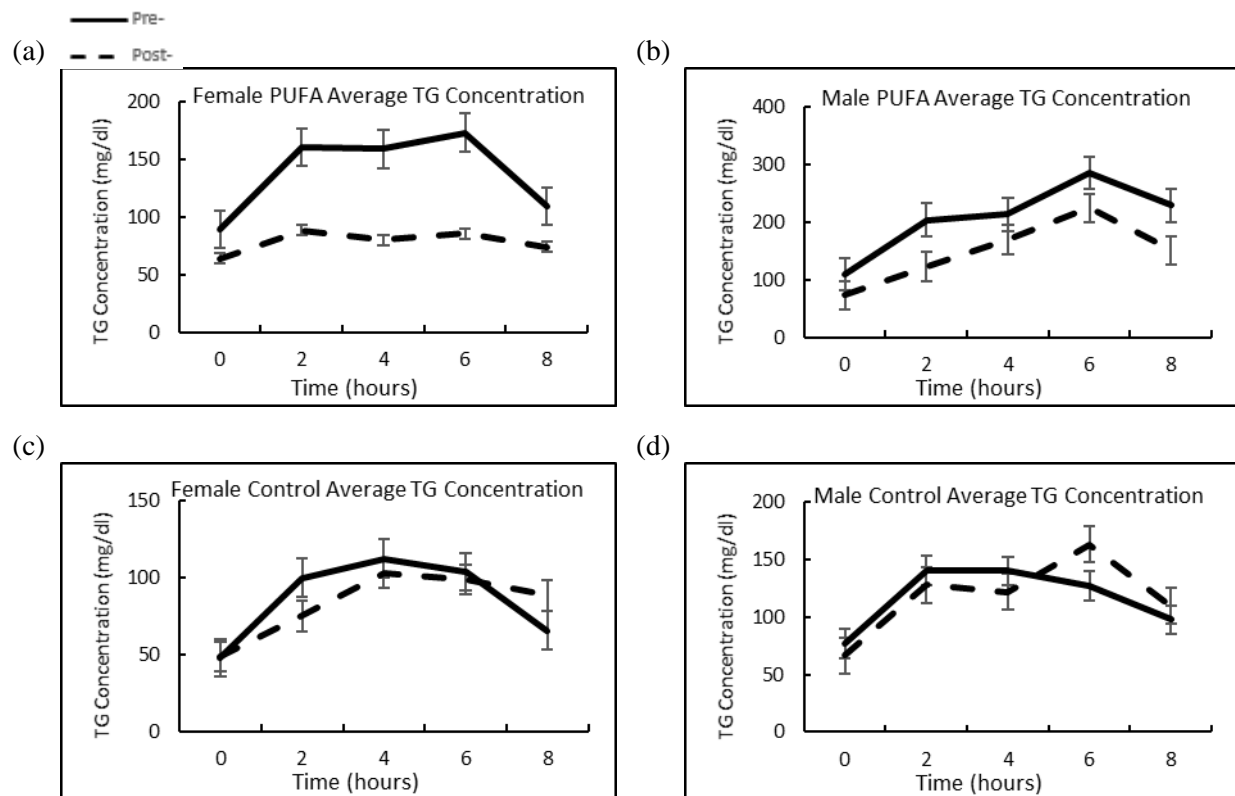 Pre-
Post-
(a)
Female PUFA Average TG Concentration
TG Concentration (mg/dl)
200
150
100
50
0
0 2 4 6 8
Time (hours)
(b)
Male PUFA Average TG Concentration
TG Concentration (mg/dl)
400
300
200
100
0
0 2 4 6 8
Time (hours)
(c)
Female Control Average TG Concentration
TG Concentration (mg/dl)
150
100
50
0
0 2 4 6 8
Time (hours)
(d)
Male Control Average TG Concentration
TG Concentration (mg/dl)
200
150
100
50
0
0 2 4 6 8
Time (hours)